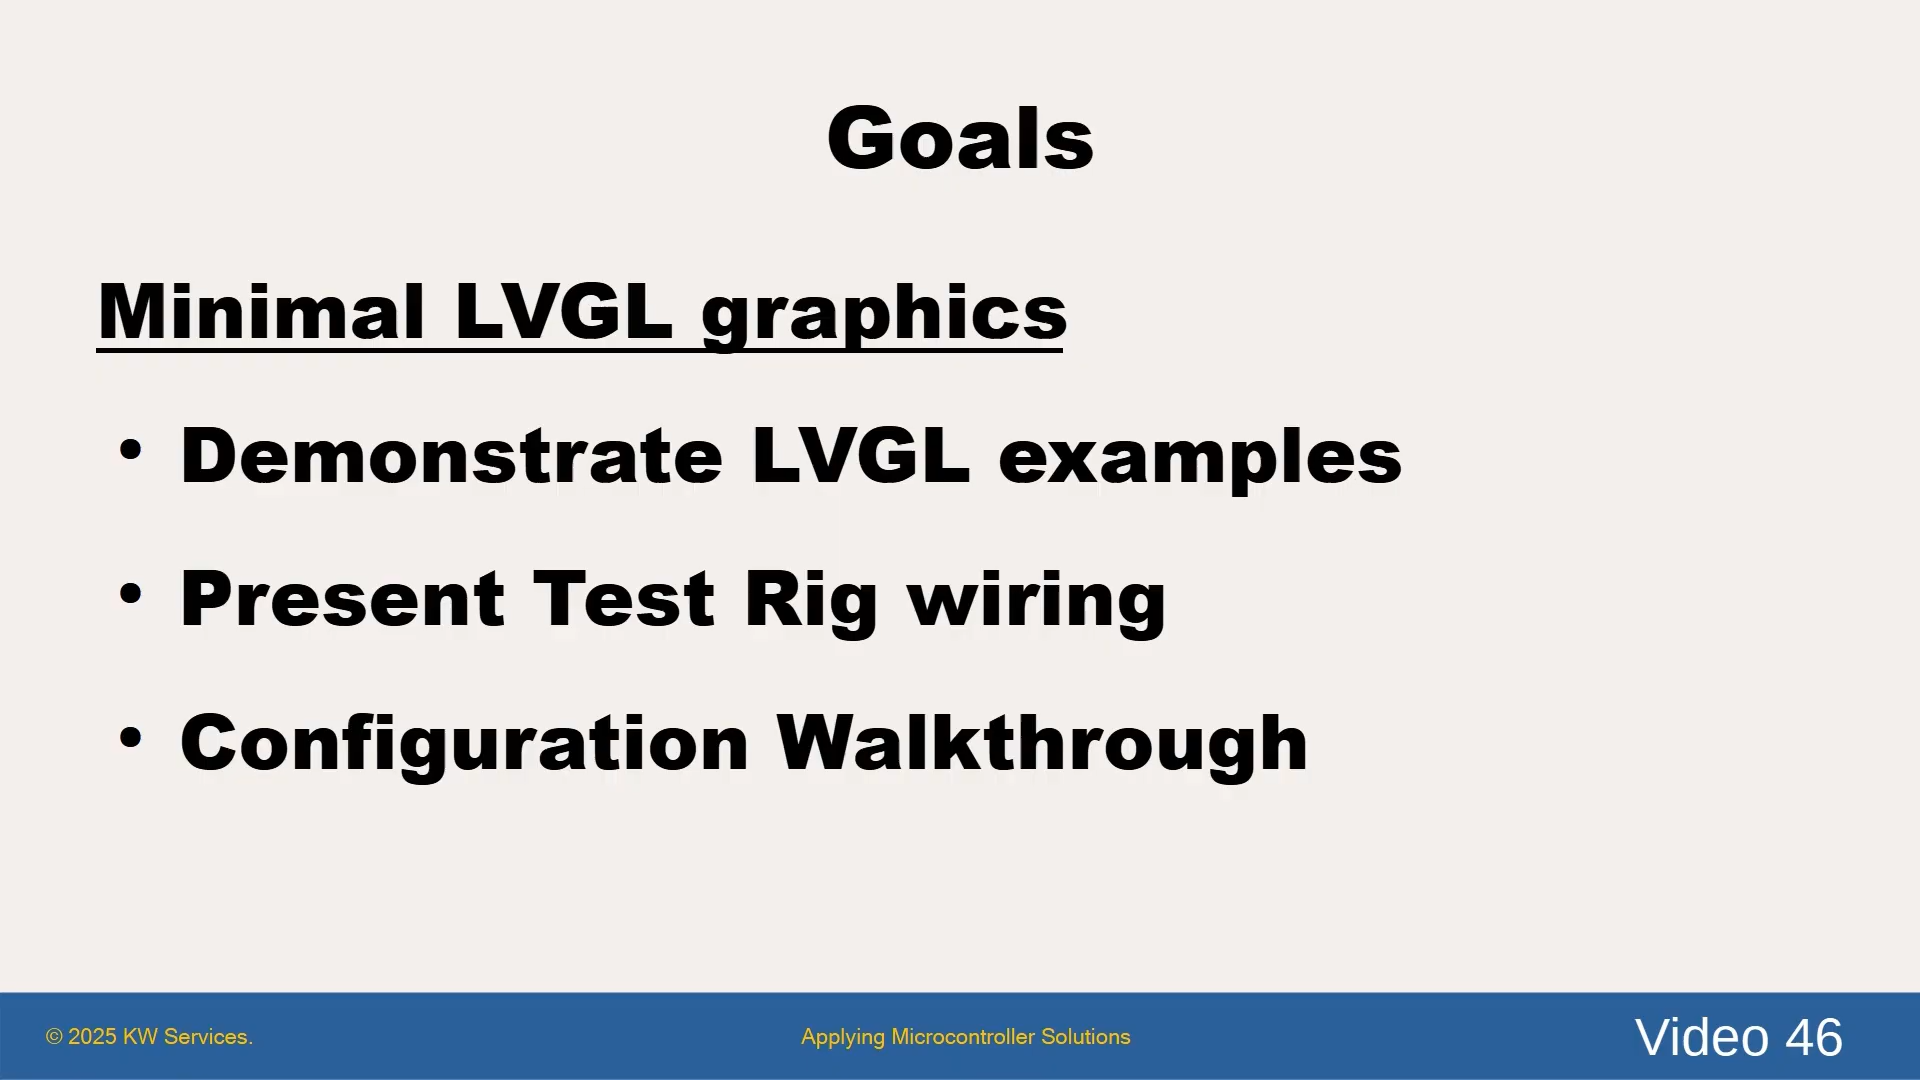 Goals
Minimal LVGL graphics
• Demonstrate LVGL examples
• Present Test Rig wiring
• Configuration Walkthrough
© 2025 KW Services.
Applying Microcontroller Solutions
Video 46